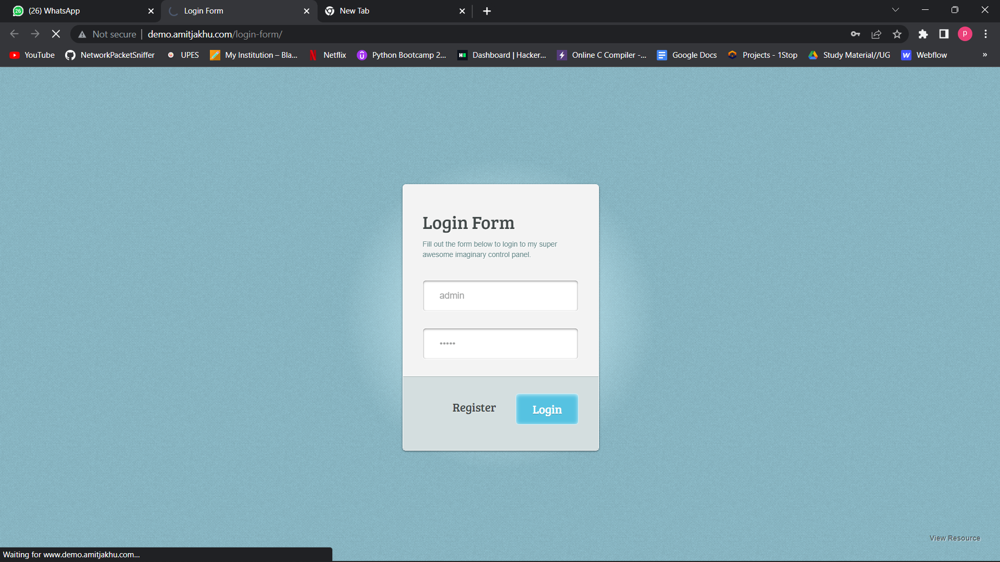 26 (26) WhatsApp
Login Form
New Tab
Not secure
demo.amitjakhu.com/login-form/
P
YouTube
NetworkPacketSniffer
UPES
My Institution – Bla...
Netflix
Python Bootcamp 2...
Dashboard | Hacker...
Online C Compiler -...
Google Docs
Projects - 1Stop
Study Material//UG
Webflow
»
Login Form
Fill out the form below to login to my super
awesome imaginary control panel.
admin
•••••
Register
Login
View Resource
Waiting for www.demo.amitjakhu.com...